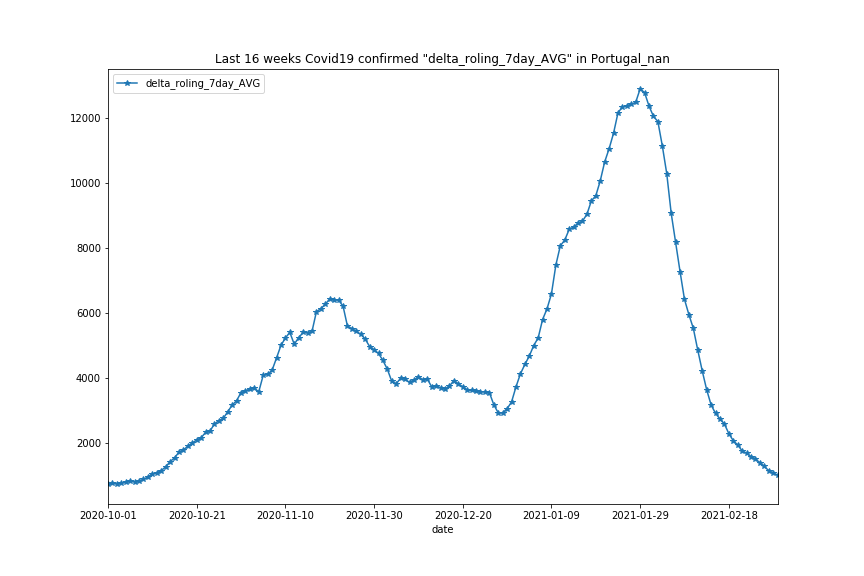 Last 16 weeks Covid19 confirmed "delta_roling_7day_AVG" in Portugal_nan
delta_roling_7day_AVG
12000
10000
8000
6000
4000
2000
2020-10-01 2020-10-21 2020-11-10 2020-11-30 2020-12-20 2021-01-09 2021-01-29 2021-02-18
date